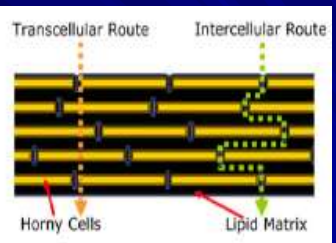 Transcellular Route
Intercellular Route
Horny Cells
Lipid Matrix